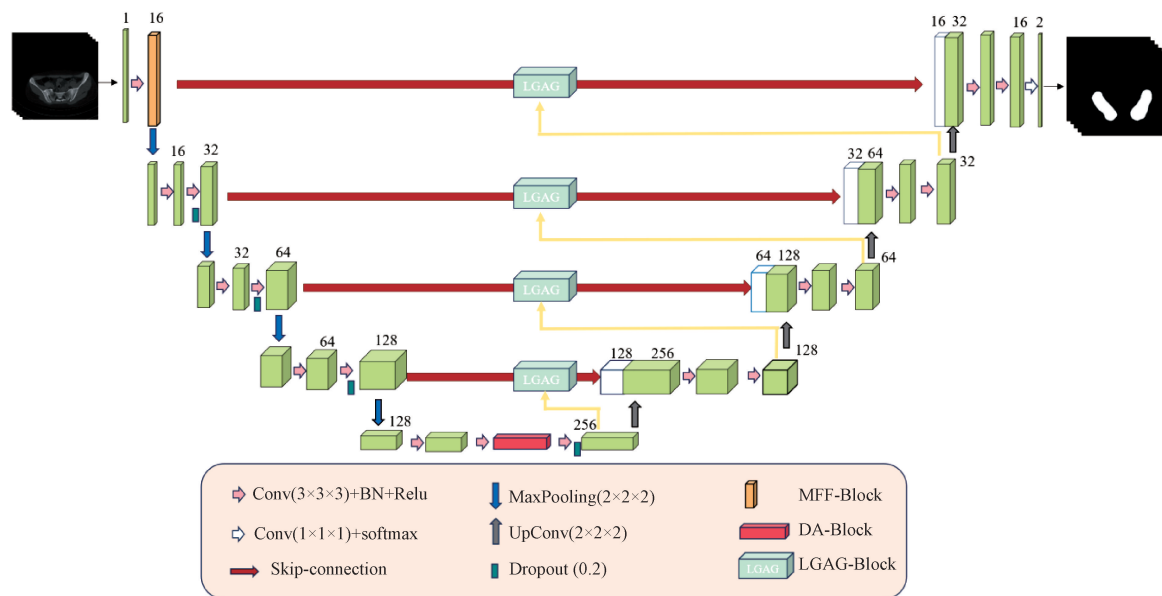 1 16 16 32 16 2
LGAG
16 32 32 64 32
LGAG
32 64 64 128 64
LGAG
64 128 128 256 128
LGAG
128 256
Conv(3×3×3)+BN+Relu MaxPooling(2×2×2) MFF-Block
Conv(1×1×1)+softmax UpConv(2×2×2) DA-Block
Skip-connection Dropout (0.2) LGAG LGAG-Block